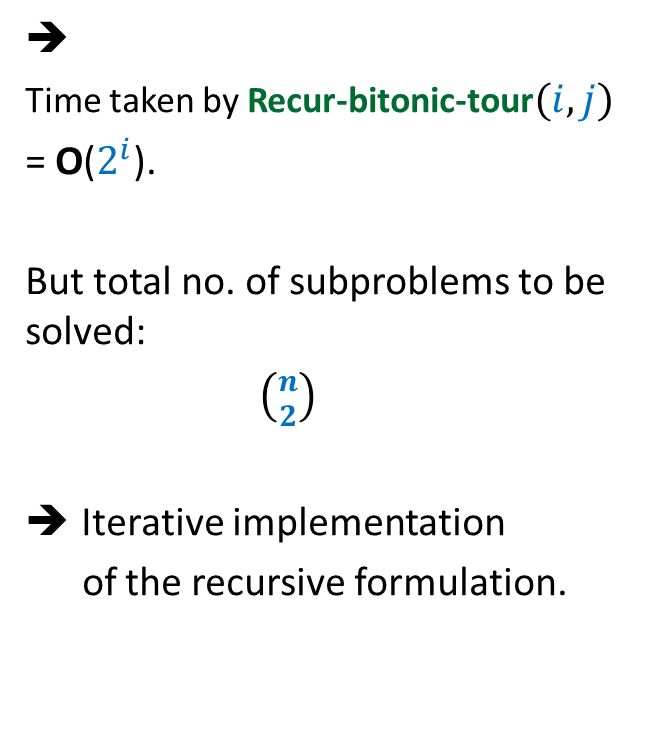 ➔
Time taken by Recur-bitonic-tour(i, j)
= O(2^i).
But total no. of subproblems to be
solved:
(n
2)
➔ Iterative implementation
of the recursive formulation.